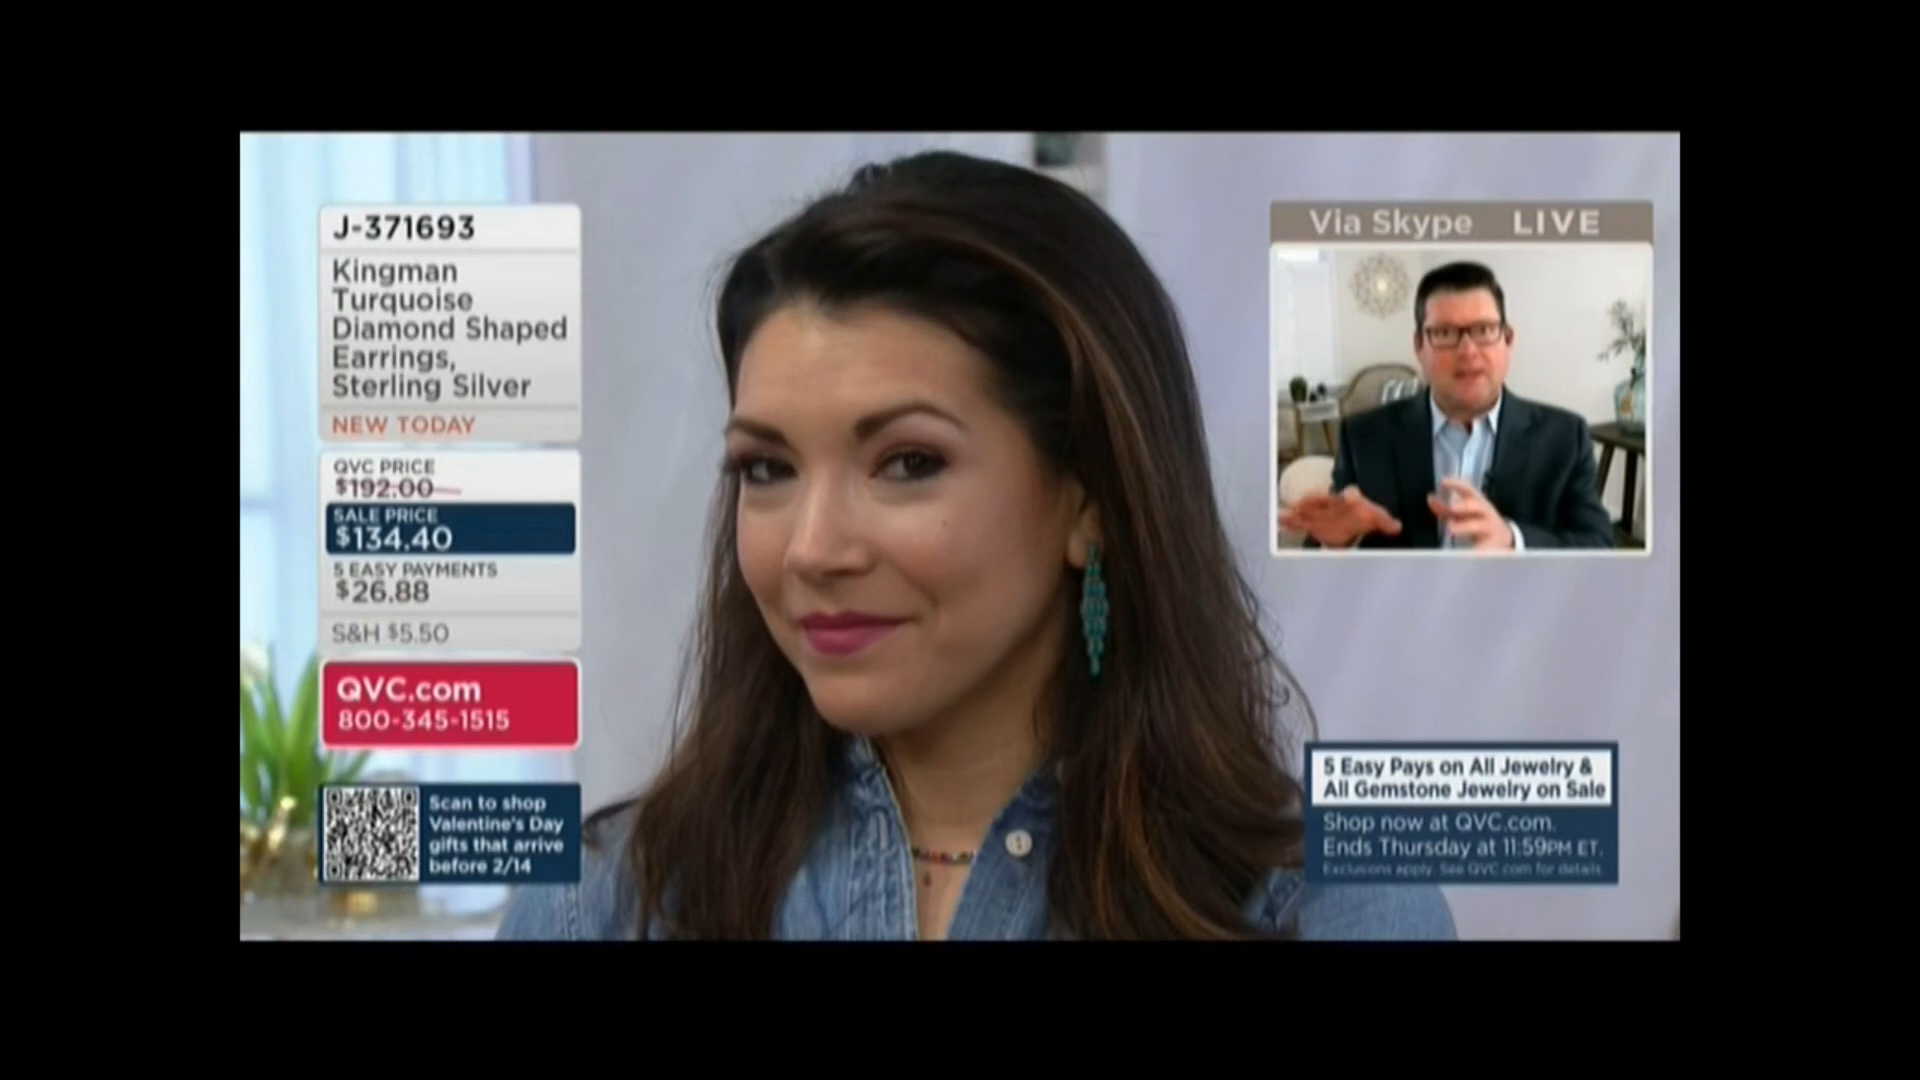 J-371693
Kingman
Turquoise
Diamond Shaped
Earrings,
Sterling Silver
NEW TODAY
QVC PRICE
$192.00
SALE PRICE
$134.40
5 EASY PAYMENTS
$26.88
S&H $5.50
QVC.com
800-345-1515
Scan to shop
Valentine's Day
gifts that arrive
before 2/14
Via Skype LIVE
5 Easy Pays on All Jewelry &
All Gemstone Jewelry on Sale
Shop now at QVC.com.
Ends Thursday at 11:59PM ET.
Exclusions apply. See QVC.com for details.